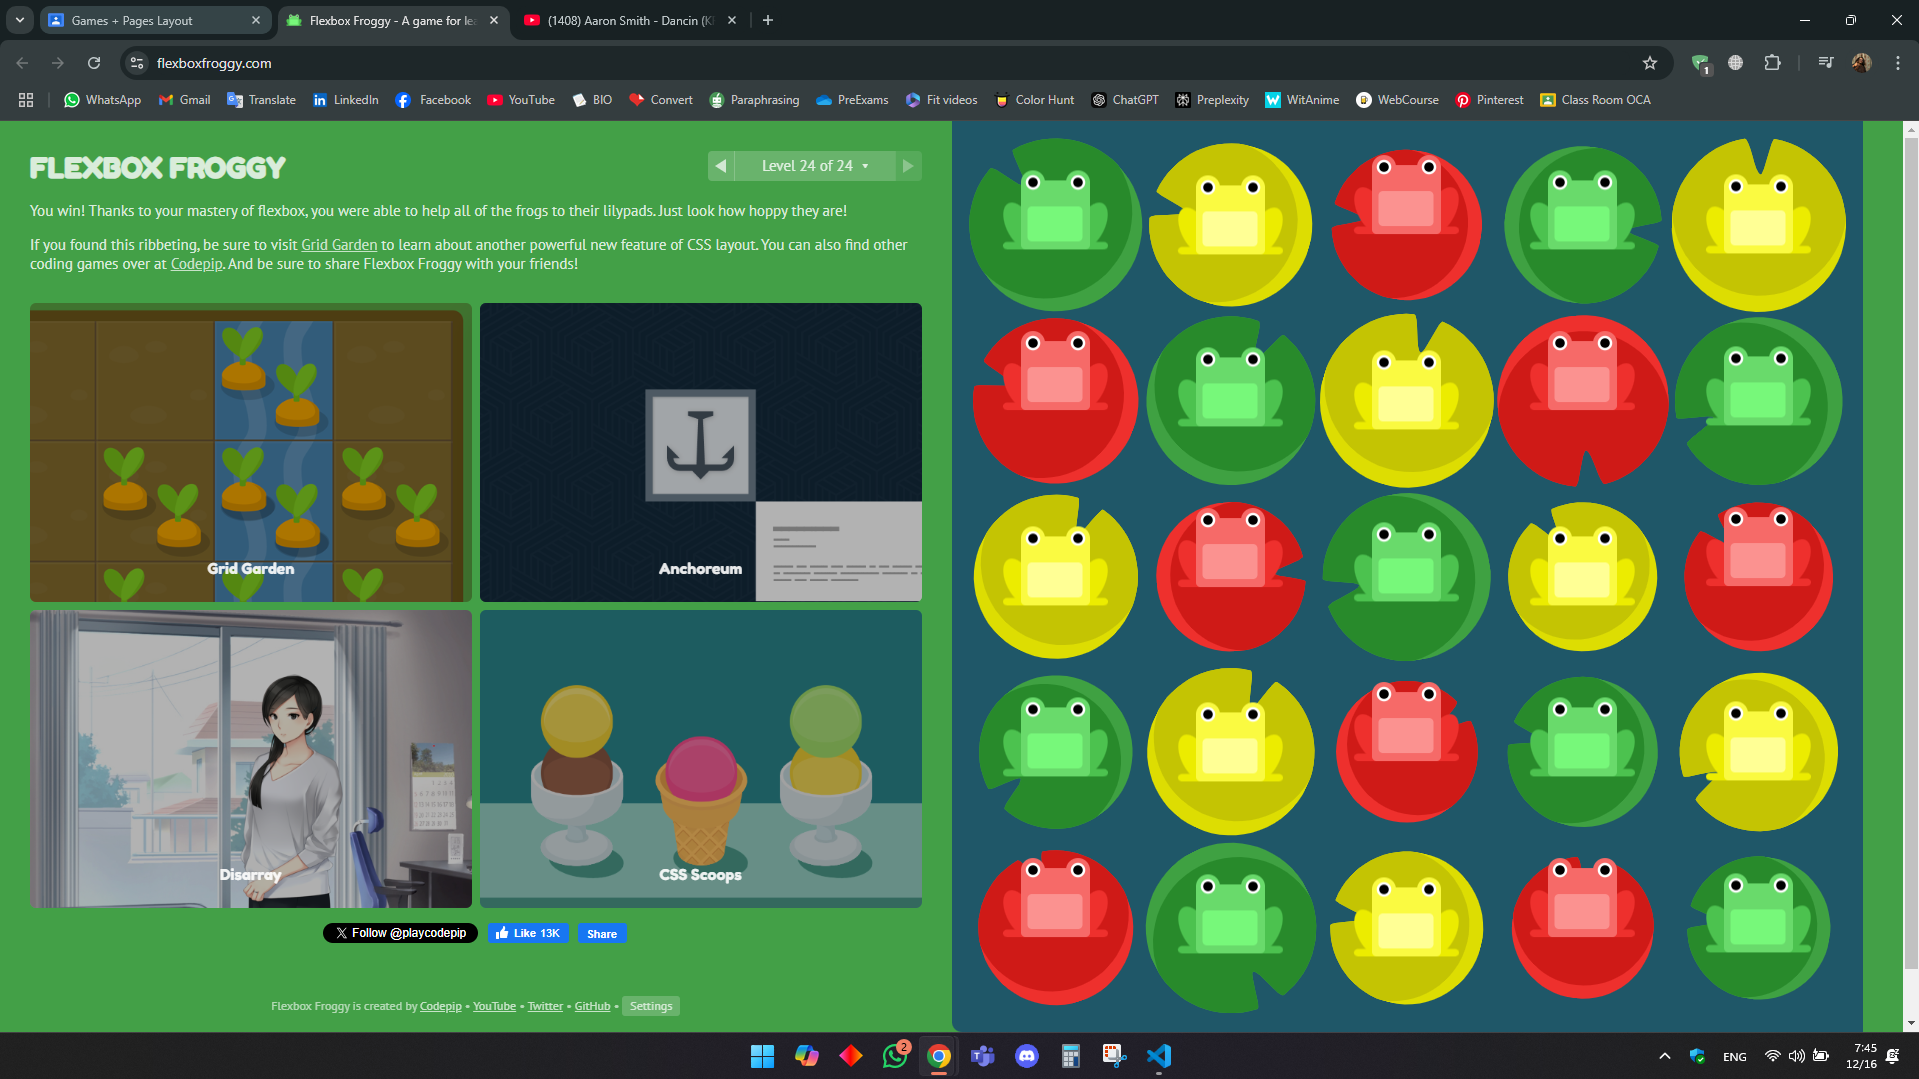 Games + Pages Layout
Flexbox Froggy - A game for lea
(1408) Aaron Smith - Dancin (K
flexboxfroggy.com
1
WhatsApp
Gmail
Translate
LinkedIn
Facebook
YouTube
BIO
Convert
Paraphrasing
PreExams
Fit videos
Color Hunt
ChatGPT
Preplexity
WitAnime
WebCourse
Pinterest
Class Room OCA
FLEXBOX FROGGY
Level 24 of 24
You win! Thanks to your mastery of flexbox, you were able to help all of the frogs to their lilypads. Just look how hoppy they are!
If you found this ribbeting, be sure to visit Grid Garden to learn about another powerful new feature of CSS layout. You can also find other
coding games over at Codepip. And be sure to share Flexbox Froggy with your friends!
Grid Garden
Anchoreum
Disarray
CSS Scoops
Follow @playcodepip
Like 13K
Share
Flexbox Froggy is created by Codepip • YouTube • Twitter • GitHub • Settings
2
ENG
7:45
12/16